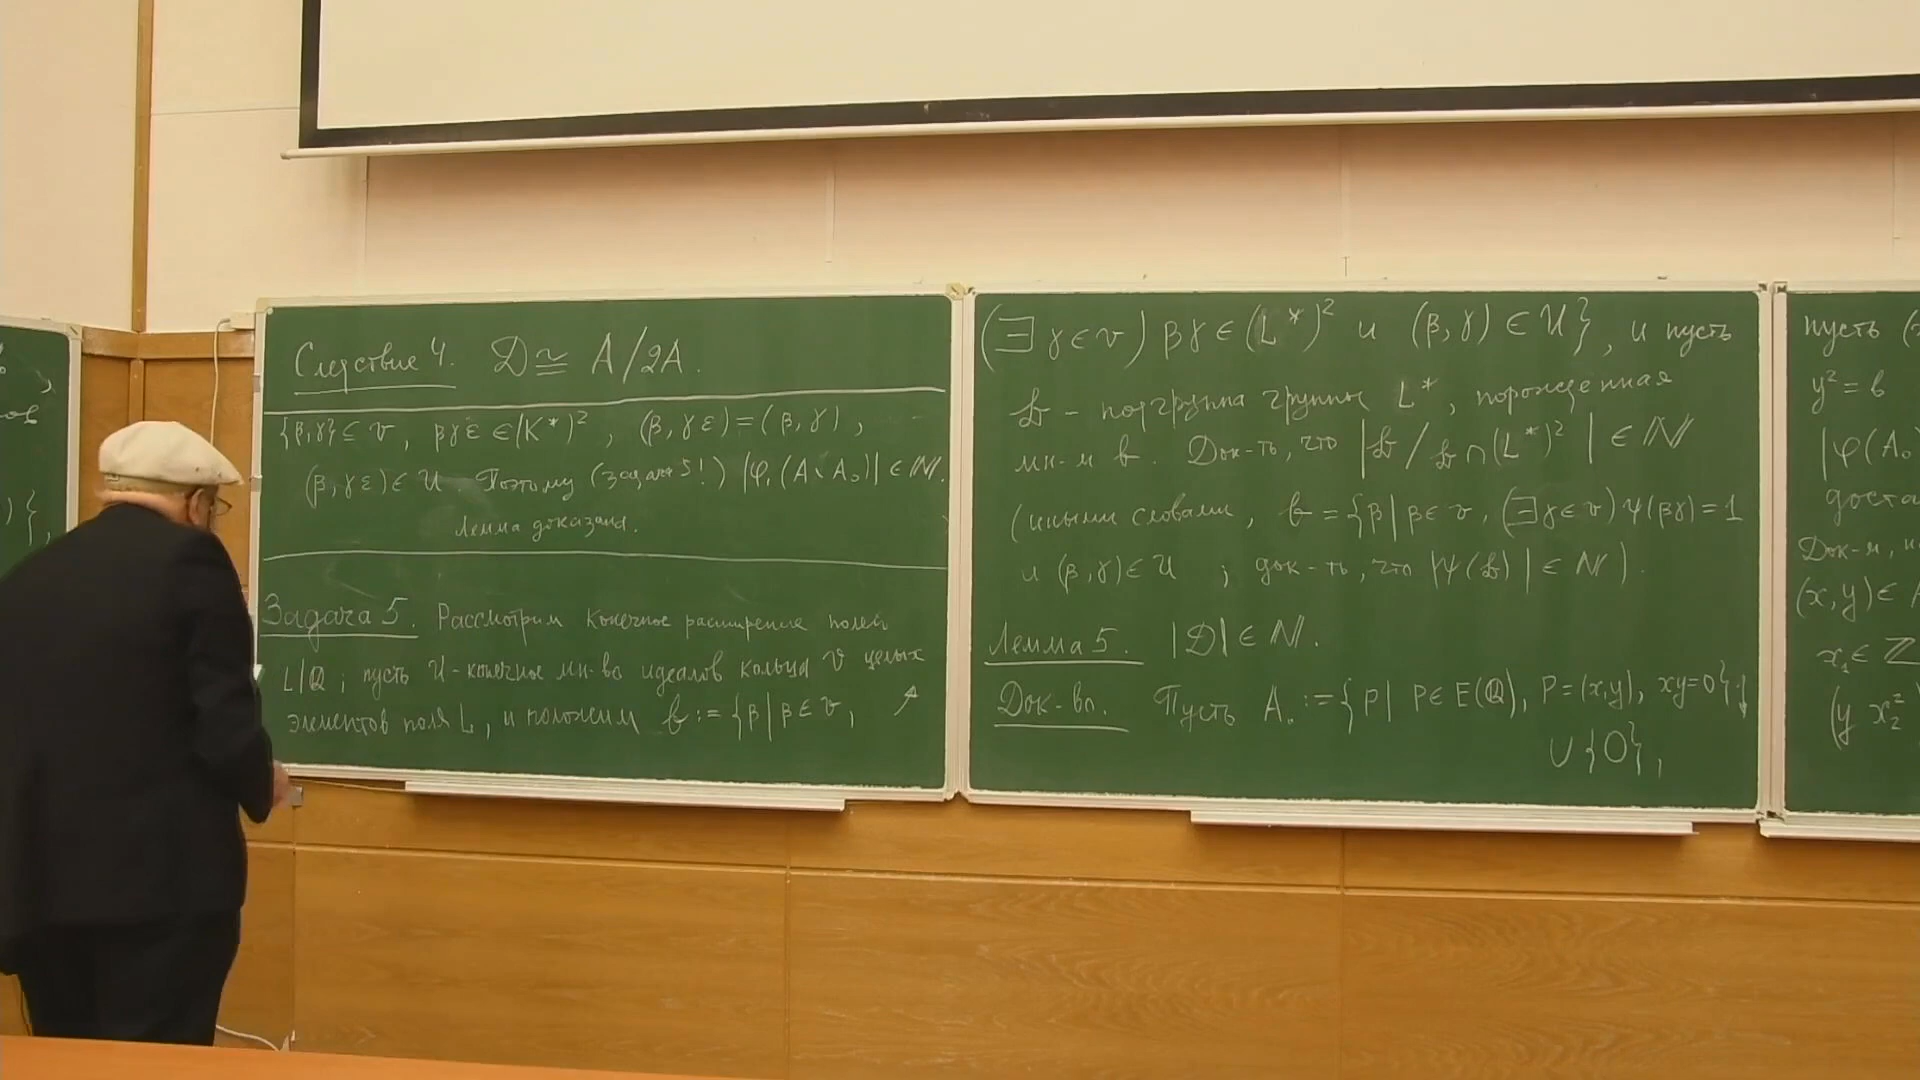 Следствие 4. D ≅ A/2A.
{β,γ} ⊆ v, βγε ∈ (K*)², (β, γε) = (β, γ),
(β, γε) ∈ U. Поэтому (задача 5!) |φ₁(A∖A₀)| ∈ ℕ.
Лемма доказана.
Задача 5. Рассмотрим конечное расширение полей
L|ℚ; пусть U-конечное мн-во идеалов кольца v целых
элементов поля L, и положим b := {β | β ∈ v, ↗
(∃ γ ∈ v) βγ ∈ (L*)² и (β, γ) ∈ U}, и пусть
- подгруппа группы L*, порожденная
мн-м b. Док-ть, что |b / b ∩ (L*)²| ∈ ℕ
(иными словами, b = {β | β ∈ v, (∃ γ ∈ v) ψ(βγ) = 1
и (β, γ) ∈ U ; док-ть, что |ψ(b)| ∈ ℕ).
Лемма 5. |D| ∈ ℕ.
Док-во. Пусть A₀ := {P | P ∈ E(ℚ), P = (x,y), xy = 0} ↓
∪ {O},
пусть
y² = b
|φ(A₀
доста
Док-м,
(x, y) ∈
x₁ ∈ ℤ
(y x₂²